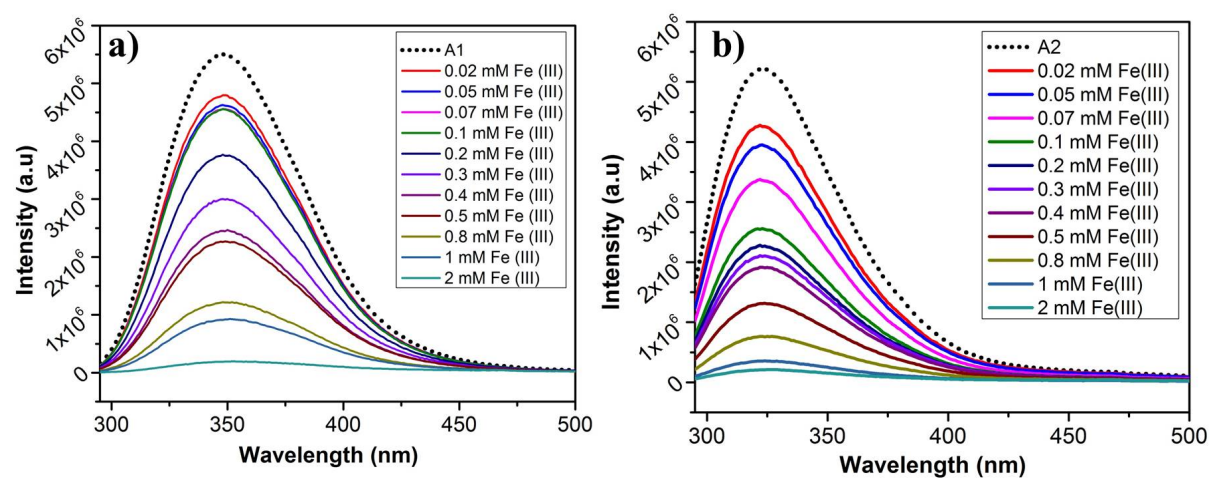 a)
Intensity (a.u)
6x10⁶
5x10⁶
4x10⁶
3x10⁶
2x10⁶
1x10⁶
0
300 350 400 450 500
Wavelength (nm)
A1
0.02 mM Fe (III)
0.05 mM Fe (III)
0.07 mM Fe (III)
0.1 mM Fe (III)
0.2 mM Fe (III)
0.3 mM Fe (III)
0.4 mM Fe (III)
0.5 mM Fe (III)
0.8 mM Fe (III)
1 mM Fe (III)
2 mM Fe (III)
b)
Intensity (a.u)
6x10⁶
5x10⁶
4x10⁶
3x10⁶
2x10⁶
1x10⁶
0
300 350 400 450 500
Wavelength (nm)
A2
0.02 mM Fe(III)
0.05 mM Fe(III)
0.07 mM Fe(III)
0.1 mM Fe(III)
0.2 mM Fe(III)
0.3 mM Fe(III)
0.4 mM Fe(III)
0.5 mM Fe(III)
0.8 mM Fe(III)
1 mM Fe(III)
2 mM Fe(III)